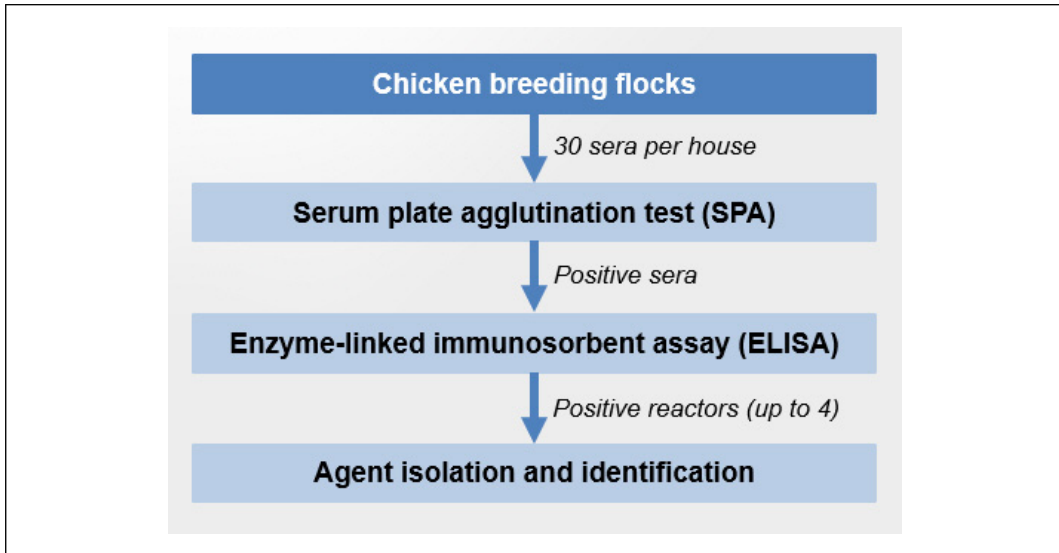 Chicken breeding flocks
30 sera per house
Serum plate agglutination test (SPA)
Positive sera
Enzyme-linked immunosorbent assay (ELISA)
Positive reactors (up to 4)
Agent isolation and identification